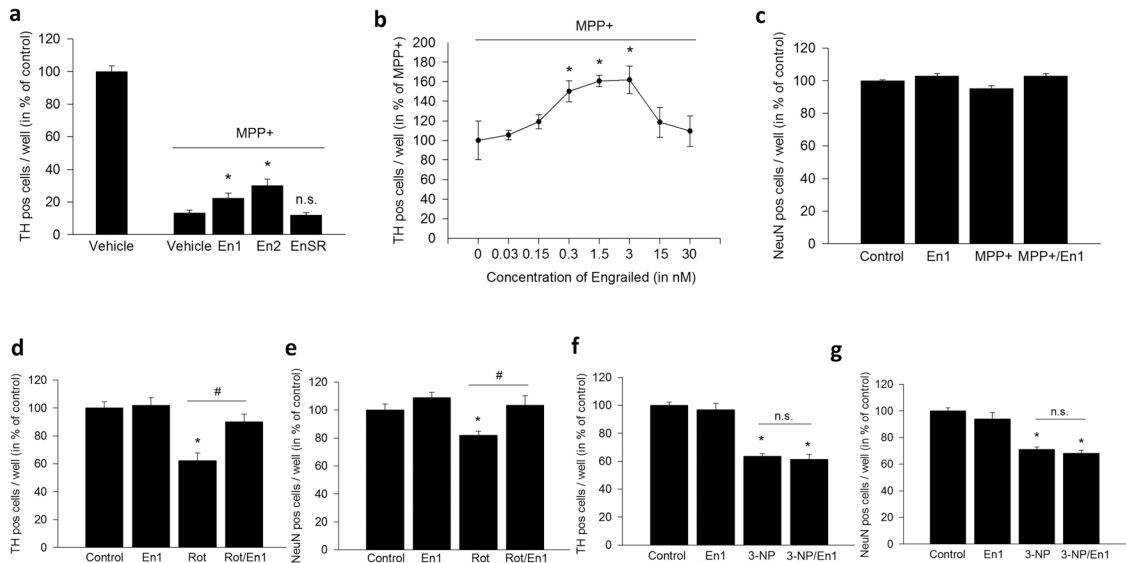 a
TH pos cells / well (in % of control)
120
100
80
60
40
20
0
MPP+
*
*
n.s.
Vehicle
Vehicle En1 En2 EnSR
b
MPP+
TH pos cells / well (in % of MPP+)
200
180
160
140
120
100
80
60
40
20
0
* * *
0 0.03 0.15 0.3 1.5 3 15 30
Concentration of Engrailed (in nM)
c
NeuN pos cells / well (in % of control)
120
100
80
60
40
20
0
Control En1 MPP+ MPP+/En1
d
TH pos cells / well (in % of control)
120
100
80
60
40
20
0
#
*
Control En1 Rot Rot/En1
e
NeuN pos cells / well (in % of control)
120
100
80
60
40
20
0
#
*
Control En1 Rot Rot/En1
f
TH pos cells / well (in % of control)
120
100
80
60
40
20
0
n.s.
* *
Control En1 3-NP 3-NP/En1
g
NeuN pos cells / well (in % of control)
120
100
80
60
40
20
0
n.s.
* *
Control En1 3-NP 3-NP/En1